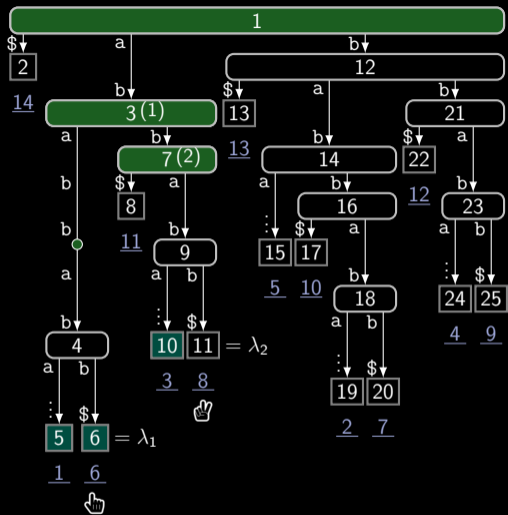 1
$ a b
2 12
14 b $ a b
3(1) 13 21
a b 13 b $ a
7(2) 14 22
b $ a a b 12 b
8 16 23
b 11 b ⋮ $ a a b
9 15 17
a a b 5 10 b ⋮ $
18 24 25
b ⋮ $ a b 4 9
4 10 11 = λ2
a b 3 8 ⋮ $
19 20
⋮ $ 2 7
5 6 = λ1
1 6